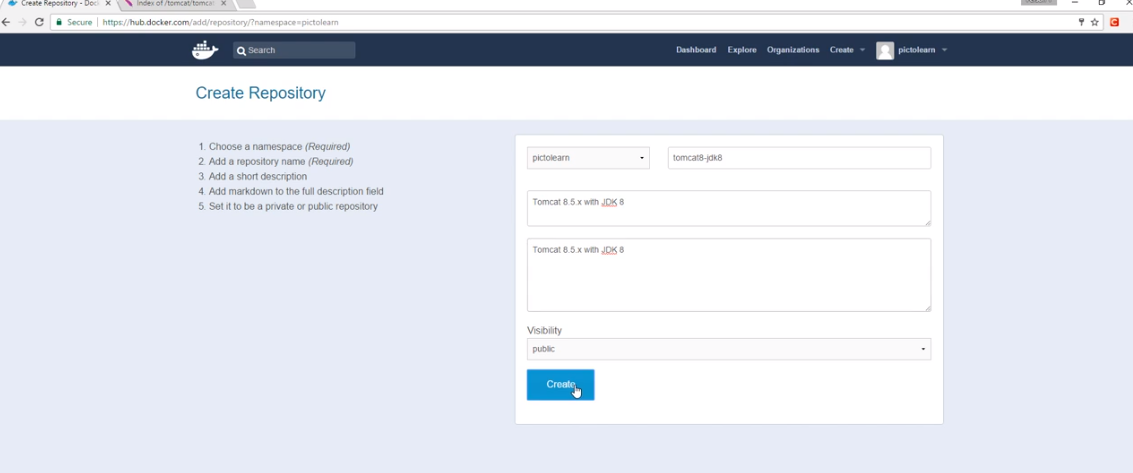 Create Repository - Doc
Index of /tomcat/tomcat
Secure
https://hub.docker.com/add/repository/?namespace=pictolearn
Search
Dashboard
Explore
Organizations
Create
pictolearn
Create Repository
1. Choose a namespace (Required)
2. Add a repository name (Required)
3. Add a short description
4. Add markdown to the full description field
5. Set it to be a private or public repository
pictolearn
tomcat8-jdk8
Tomcat 8.5.x with JDK 8
Tomcat 8.5.x with JDK 8
Visibility
public
Create